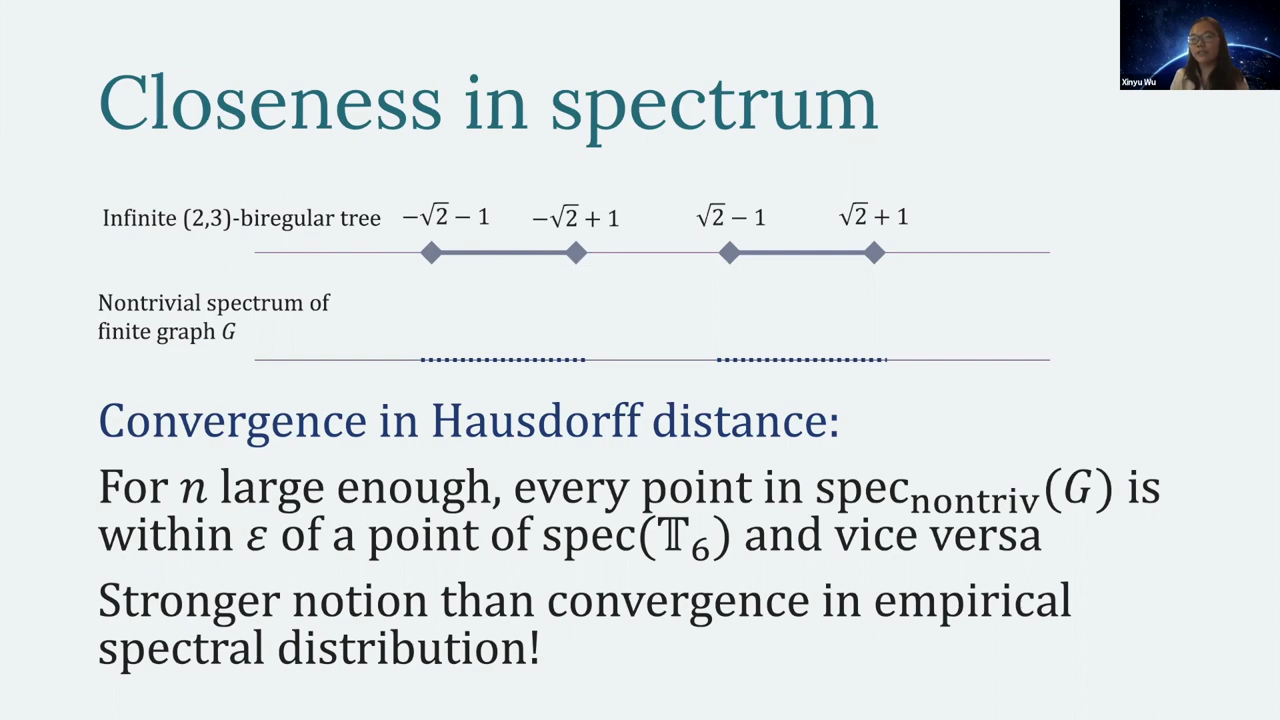 Closeness in spectrum
Xinyu Wu
Infinite (2,3)-biregular tree −√2 − 1 −√2 + 1 √2 − 1 √2 + 1
Nontrivial spectrum of
finite graph G
Convergence in Hausdorff distance:
For n large enough, every point in spec_nontriv(G) is
within ε of a point of spec(𝕋₆) and vice versa
Stronger notion than convergence in empirical
spectral distribution!